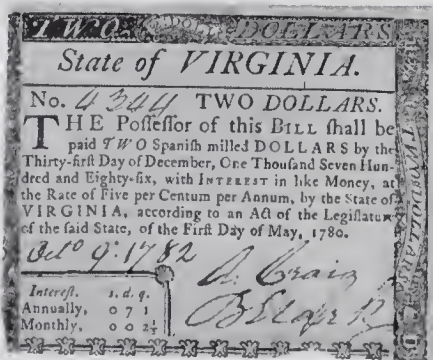 TWO DOLLARS
State of VIRGINIA.
No. 4344 TWO DOLLARS.
THE Poſſeſſor of this BILL ſhall be
paid TWO Spaniſh milled DOLLARS by the
Thirty-firſt Day of December, One Thouſand Seven Hun-
dred and Eighty-ſix, with INTEREST in like Money, at
the Rate of Five per Centum per Annum, by the State of
VIRGINIA, according to an Act of the Legiſlature
of the ſaid State, of the Firſt Day of May, 1780.
Octo 9: 1782
Craig
Intereſt. s. d. q.
Annually, 0 7 1
Monthly, 0 0 2½
TWO DOLLARS